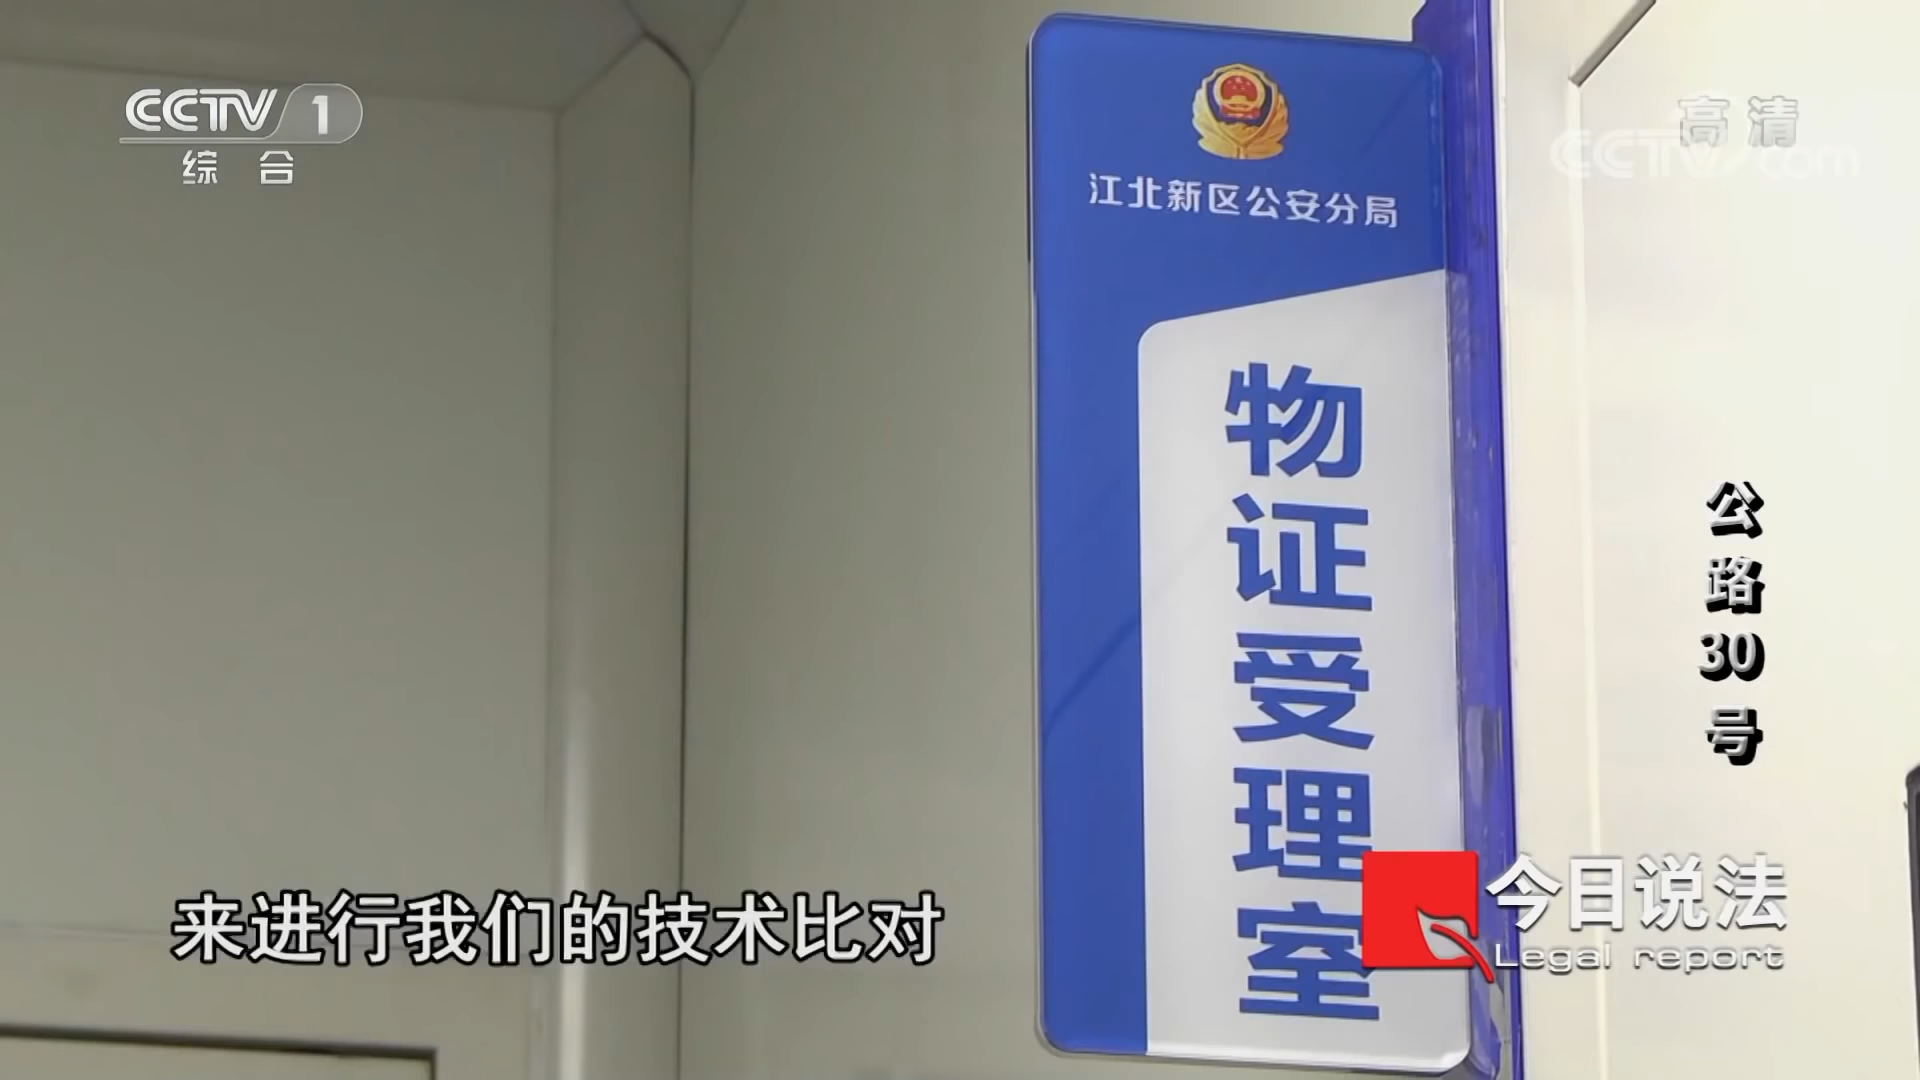 CCTV 1
综合
高清
CCTV.com
江北新区公安分局
物证受理室
公路30号
来进行我们的技术比对
今日说法
Legal report